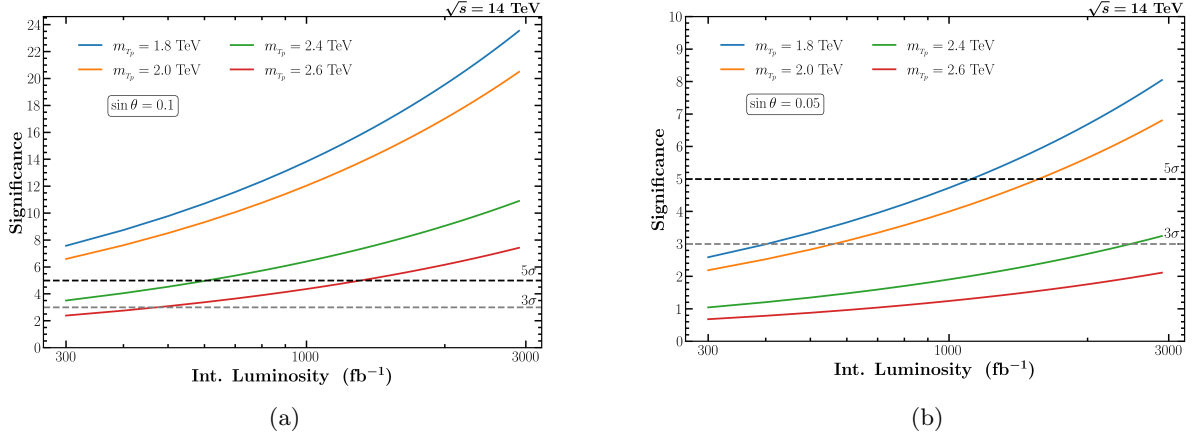 √s = 14 TeV
m_{T_p} = 1.8 TeV
m_{T_p} = 2.4 TeV
m_{T_p} = 2.0 TeV
m_{T_p} = 2.6 TeV
sin θ = 0.1
Significance
24
22
20
18
16
14
12
10
8
6
4
2
0
5σ
3σ
300
1000
3000
Int. Luminosity (fb⁻¹)
(a)
√s = 14 TeV
m_{T_p} = 1.8 TeV
m_{T_p} = 2.4 TeV
m_{T_p} = 2.0 TeV
m_{T_p} = 2.6 TeV
sin θ = 0.05
Significance
10
9
8
7
6
5
4
3
2
1
0
5σ
3σ
300
1000
3000
Int. Luminosity (fb⁻¹)
(b)